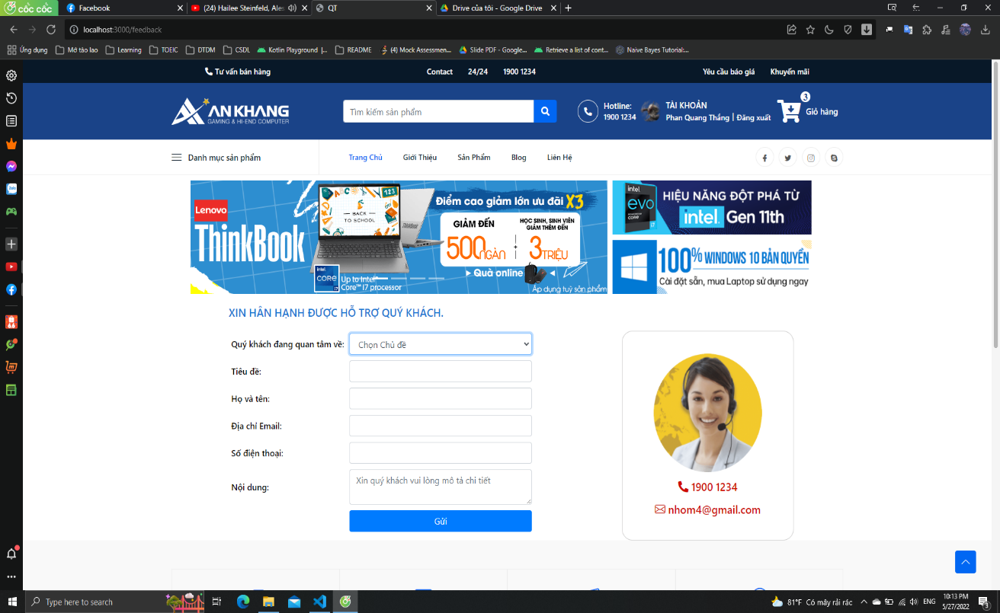 cốc cốc
Facebook
(24) Hailee Steinfeld, Ales
QT
Drive của tôi - Google Drive
localhost:3000/feedback
Ứng dụng
Mớ táo lao
Learning
TOEIC
DTDM
CSDL
Kotlin Playground |...
README
(4) Mock Assessmen...
Slide PDF - Google...
Retrieve a list of cont...
Naive Bayes Tutorial:...
Tư vấn bán hàng
Contact
24/24
1900 1234
Yêu cầu báo giá
Khuyến mãi
AN KHANG
GAMING & HI-END COMPUTER
Tìm kiếm sản phẩm
Hotline:
1900 1234
TÀI KHOẢN
Phan Quang Thắng | Đăng xuất
3
Giỏ hàng
Danh mục sản phẩm
Trang Chủ
Giới Thiệu
Sản Phẩm
Blog
Liên Hệ
Lenovo
ThinkBook
BACK
TO
SCHOOL
123
ThinkBook
intel.
CORE
i7
Up to Intel®
Core™ i7 processor
Điểm cao giảm lớn ưu đãi X3
GIẢM ĐẾN
500 NGÀN
+
HỌC SINH, SINH VIÊN
GIẢM THÊM ĐẾN
3 TRIỆU
Quà online
Áp dụng tuỳ sản phẩm
intel
evo
CORE
i7
HIỆU NĂNG ĐỘT PHÁ TỪ
intel. Gen 11th
100% WINDOWS 10 BẢN QUYỀN
Cài đặt sẵn, mua Laptop sử dụng ngay
XIN HÂN HẠNH ĐƯỢC HỖ TRỢ QUÝ KHÁCH.
Quý khách đang quan tâm về:
Chọn Chủ đề
Tiêu đề:
Họ và tên:
Địa chỉ Email:
Số điện thoại:
Nội dung:
Xin quý khách vui lòng mô tả chi tiết
Gửi
1900 1234
nhom4@gmail.com
Zalo
Type here to search
81°F Có mây rải rác
ENG
10:13 PM
5/27/2022
3